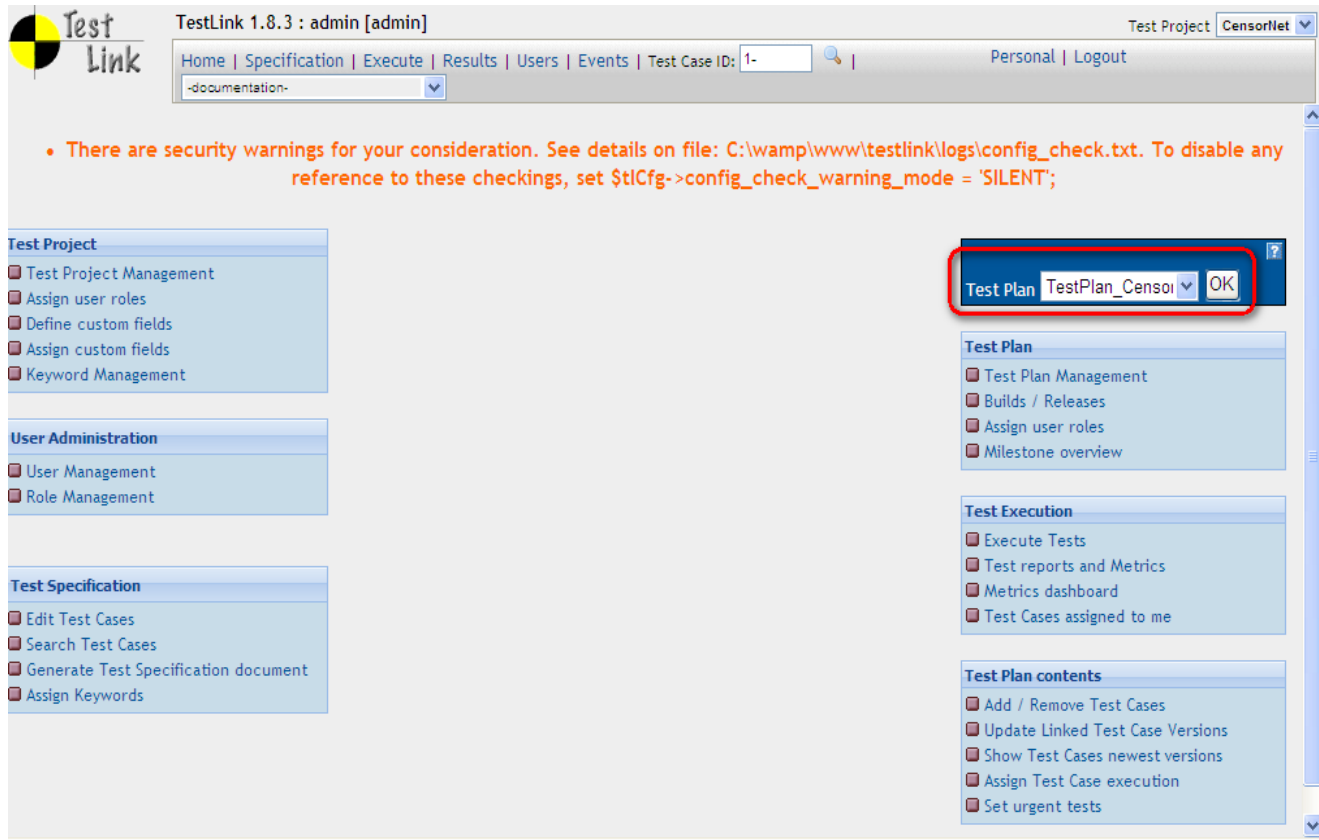 Test Link
TestLink 1.8.3 : admin [admin]
Test Project CensorNet
Home | Specification | Execute | Results | Users | Events | Test Case ID: 1- |
Personal | Logout
-documentation-
• There are security warnings for your consideration. See details on file: C:\wamp\www\testlink\logs\config_check.txt. To disable any
reference to these checkings, set $tlCfg->config_check_warning_mode = 'SILENT';
Test Project
Test Project Management
Assign user roles
Define custom fields
Assign custom fields
Keyword Management
User Administration
User Management
Role Management
Test Specification
Edit Test Cases
Search Test Cases
Generate Test Specification document
Assign Keywords
?
Test Plan TestPlan_Censor OK
Test Plan
Test Plan Management
Builds / Releases
Assign user roles
Milestone overview
Test Execution
Execute Tests
Test reports and Metrics
Metrics dashboard
Test Cases assigned to me
Test Plan contents
Add / Remove Test Cases
Update Linked Test Case Versions
Show Test Cases newest versions
Assign Test Case execution
Set urgent tests